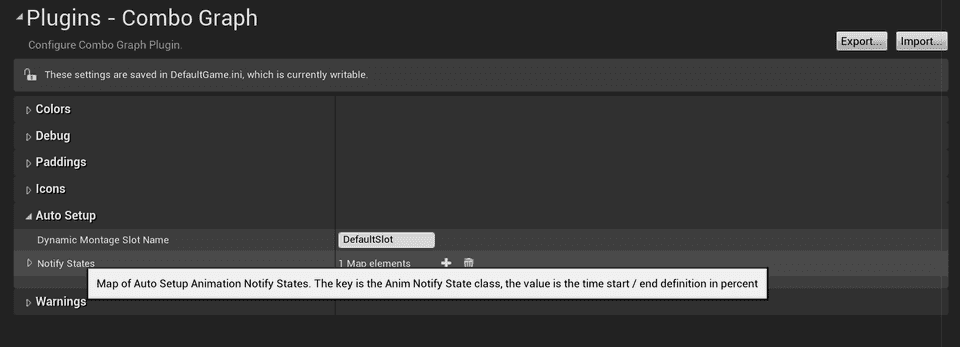 Plugins - Combo Graph
Configure Combo Graph Plugin.
Export...
Import...
These settings are saved in DefaultGame.ini, which is currently writable.
Colors
Debug
Paddings
Icons
Auto Setup
Dynamic Montage Slot Name
DefaultSlot
Notify States
1 Map elements
Map of Auto Setup Animation Notify States. The key is the Anim Notify State class, the value is the time start / end definition in percent
Warnings